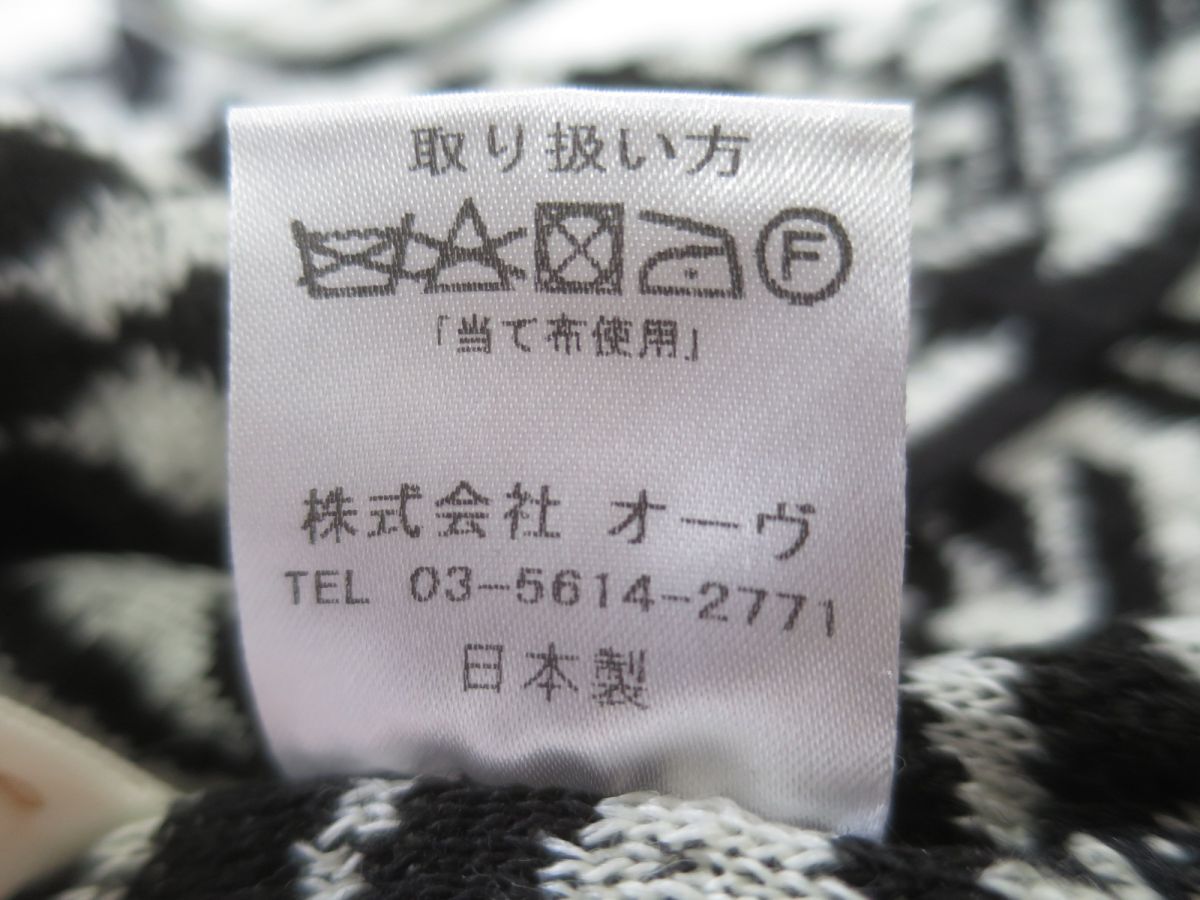 取り扱い方
F
「当て布使用」
株式会社 オーヴ
TEL 03-5614-2771
日本製